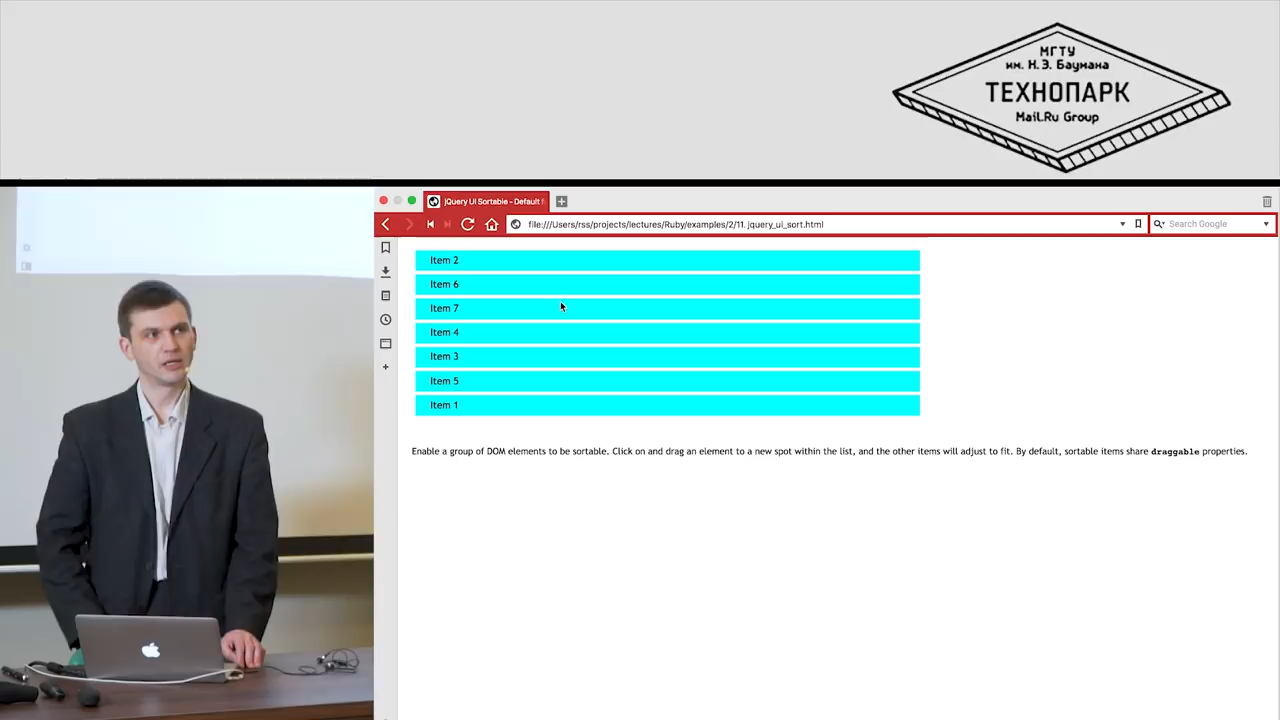 МГТУ
им. Н.Э. Баумана
ТЕХНОПАРК
Mail.Ru Group
jQuery UI Sortable - Default f
file:///Users/rss/projects/lectures/Ruby/examples/2/11.jquery_ui_sort.html
Search Google
Item 2
Item 6
Item 7
Item 4
Item 3
Item 5
Item 1
Enable a group of DOM elements to be sortable. Click on and drag an element to a new spot within the list, and the other items will adjust to fit. By default, sortable items share draggable properties.